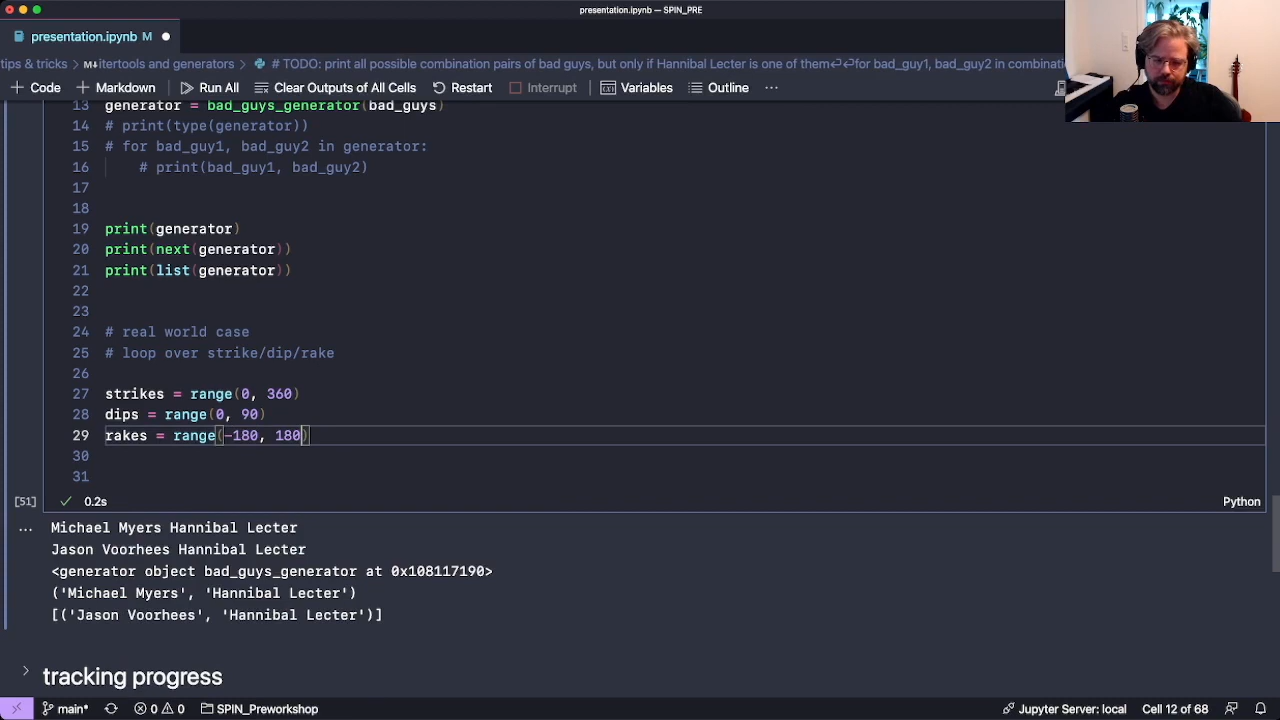 presentation.ipynb — SPIN_PRE
presentation.ipynb M
tips & tricks > M↓itertools and generators > # TODO: print all possible combination pairs of bad guys, but only if Hannibal Lecter is one of them↵↵for bad_guy1, bad_guy2 in combination
+ Code + Markdown Run All Clear Outputs of All Cells Restart Interrupt Variables Outline ···
13 generator = bad_guys_generator(bad_guys)
14 # print(type(generator))
15 # for bad_guy1, bad_guy2 in generator:
16 # print(bad_guy1, bad_guy2)
17
18
19 print(generator)
20 print(next(generator))
21 print(list(generator))
22
23
24 # real world case
25 # loop over strike/dip/rake
26
27 strikes = range(0, 360)
28 dips = range(0, 90)
29 rakes = range(-180, 180)
30
31
[51] ✓ 0.2s Python
... Michael Myers Hannibal Lecter
Jason Voorhees Hannibal Lecter
<generator object bad_guys_generator at 0x108117190>
('Michael Myers', 'Hannibal Lecter')
[('Jason Voorhees', 'Hannibal Lecter')]
> tracking progress
main* 0 0 SPIN_Preworkshop Jupyter Server: local Cell 12 of 68